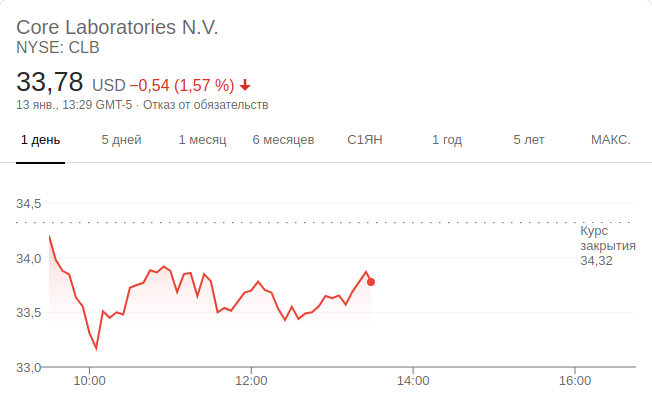 Core Laboratories N.V.
NYSE: CLB
33,78 USD −0,54 (1,57 %)
13 янв., 13:29 GMT-5 · Отказ от обязательств
1 день 5 дней 1 месяц 6 месяцев С1ЯН 1 год 5 лет МАКС.
34,5
Курс
закрытия
34,32
34,0
33,5
33,0
10:00 12:00 14:00 16:00